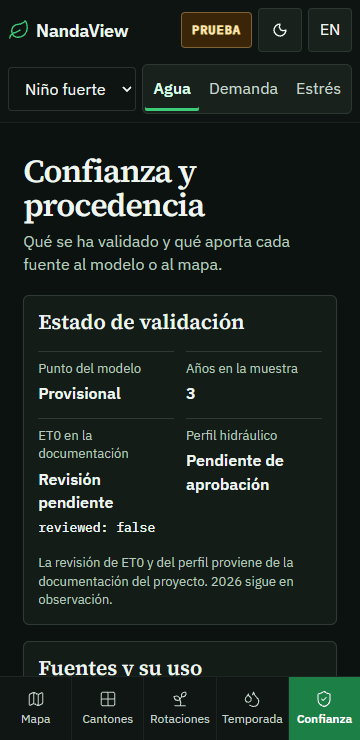 NandaView
PRUEBA
EN
Niño fuerte
Agua
Demanda
Estrés
Confianza y
procedencia
Qué se ha validado y qué aporta cada
fuente al modelo o al mapa.
Estado de validación
Punto del modelo
Provisional
Años en la muestra
3
ET0 en la
documentación
Revisión
pendiente
reviewed: false
Perfil hidráulico
Pendiente de
aprobación
La revisión de ET0 y del perfil proviene de la
documentación del proyecto. 2026 sigue en
observación.
Fuentes y su uso
Mapa
Cantones
Rotaciones
Temporada
Confianza